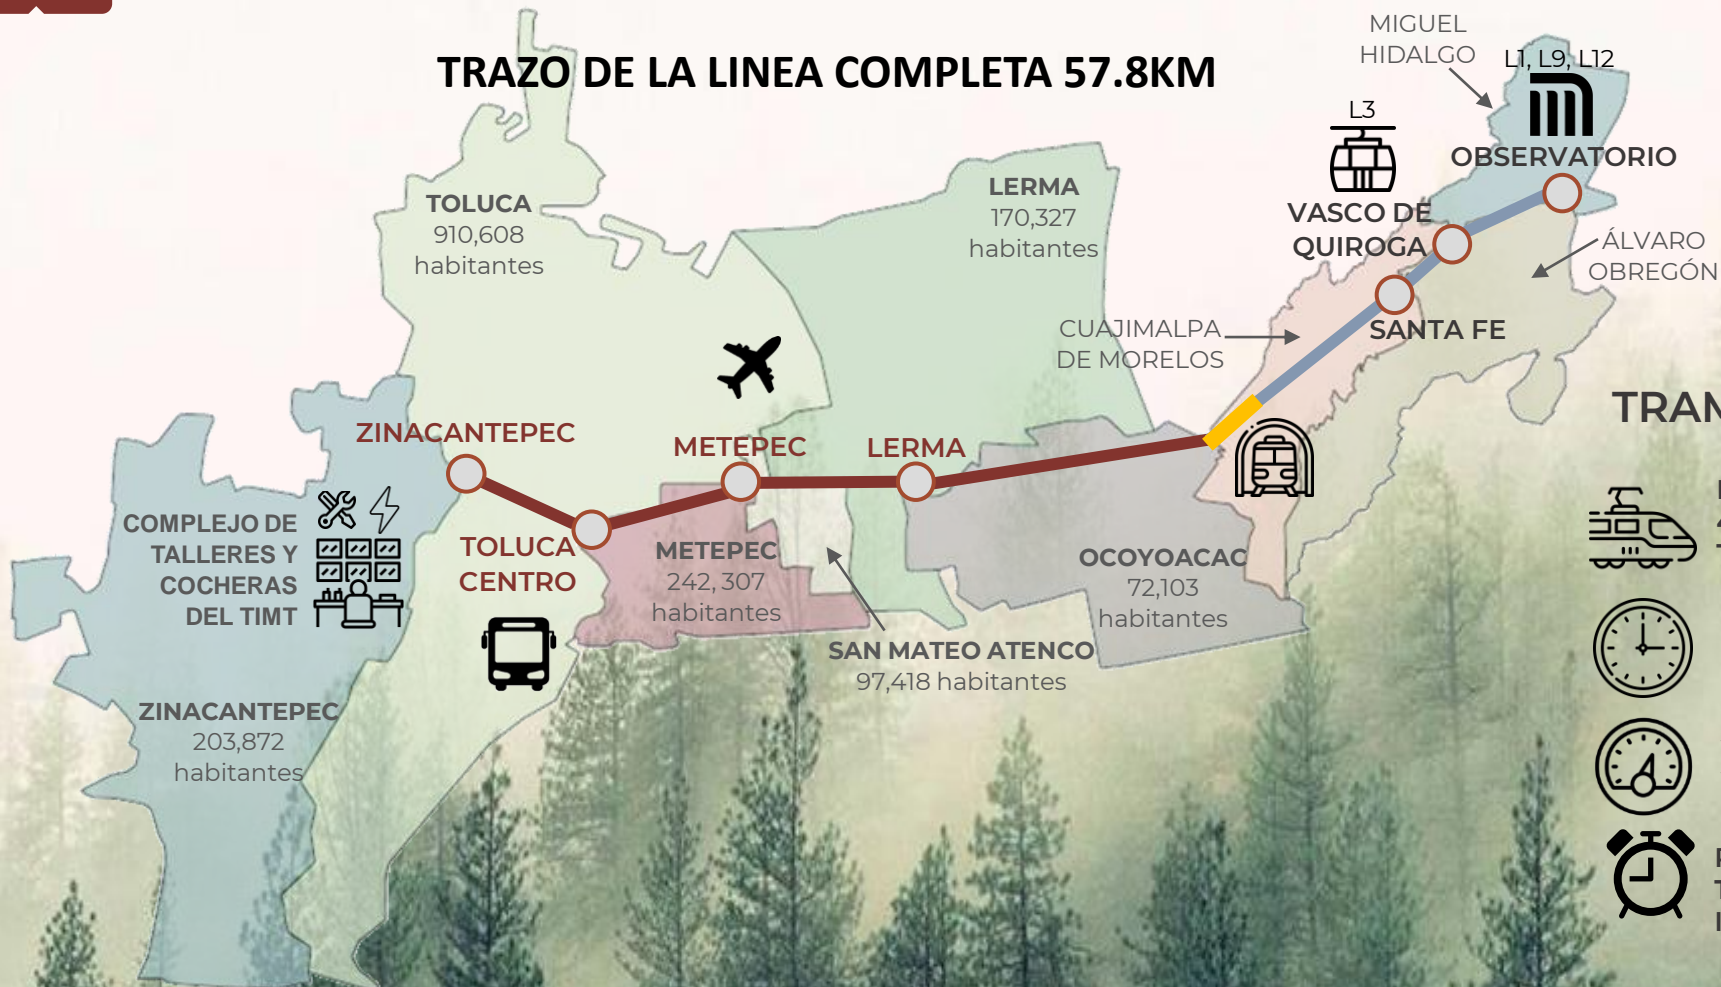 TRAZO DE LA LINEA COMPLETA 57.8KM
MIGUEL
HIDALGO
L1, L9, L12
OBSERVATORIO
L3
VASCO DE
QUIROGA
ÁLVARO
OBREGÓN
SANTA FE
CUAJIMALPA
DE MORELOS
TOLUCA
910,608
habitantes
LERMA
170,327
habitantes
ZINACANTEPEC
METEPEC
LERMA
TOLUCA
CENTRO
COMPLEJO DE
TALLERES Y
COCHERAS
DEL TIMT
METEPEC
242, 307
habitantes
OCOYOACAC
72,103
habitantes
SAN MATEO ATENCO
97,418 habitantes
ZINACANTEPEC
203,872
habitantes